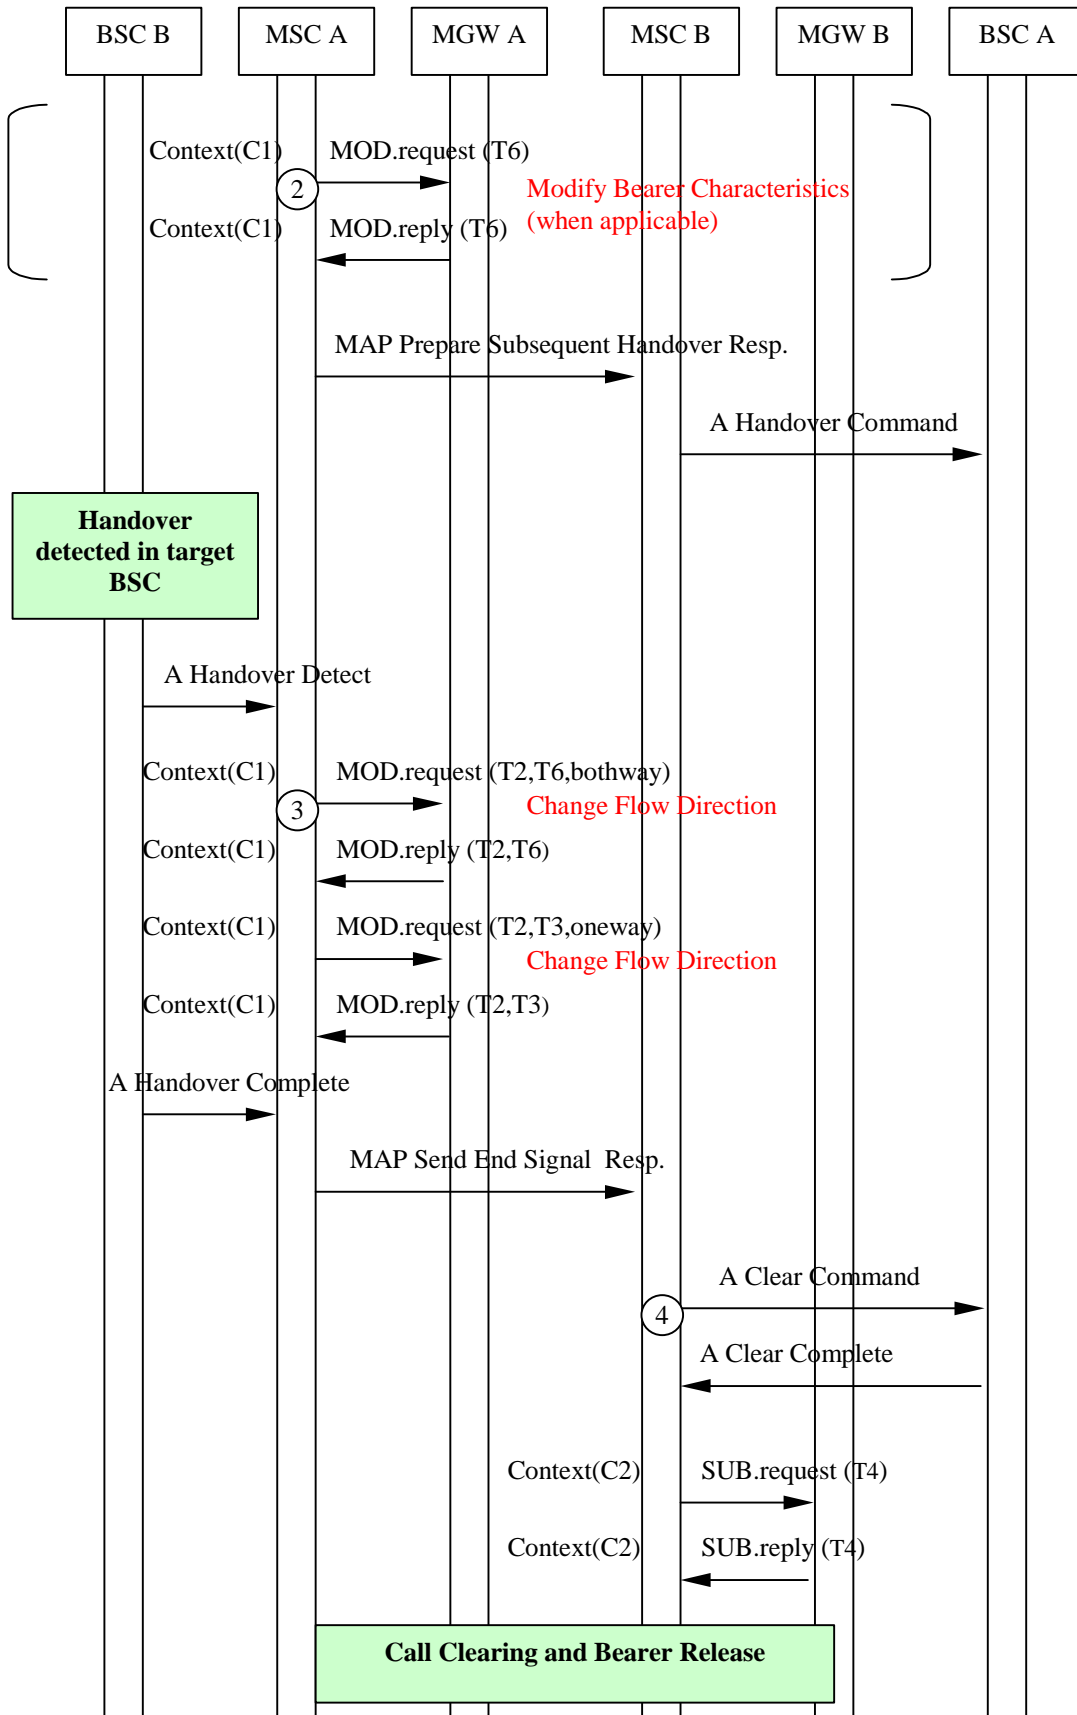 BSC B
MSC A
MGW A
MSC B
MGW B
BSC A
Context(C1)
MOD.request (T6)
2
Modify Bearer Characteristics
(when applicable)
Context(C1)
MOD.reply (T6)
MAP Prepare Subsequent Handover Resp.
A Handover Command
Handover
detected in target
BSC
A Handover Detect
Context(C1)
MOD.request (T2,T6,bothway)
3
Change Flow Direction
Context(C1)
MOD.reply (T2,T6)
Context(C1)
MOD.request (T2,T3,oneway)
Change Flow Direction
Context(C1)
MOD.reply (T2,T3)
A Handover Complete
MAP Send End Signal  Resp.
A Clear Command
4
A Clear Complete
Context(C2)
SUB.request (T4)
Context(C2)
SUB.reply (T4)
Call Clearing and Bearer Release